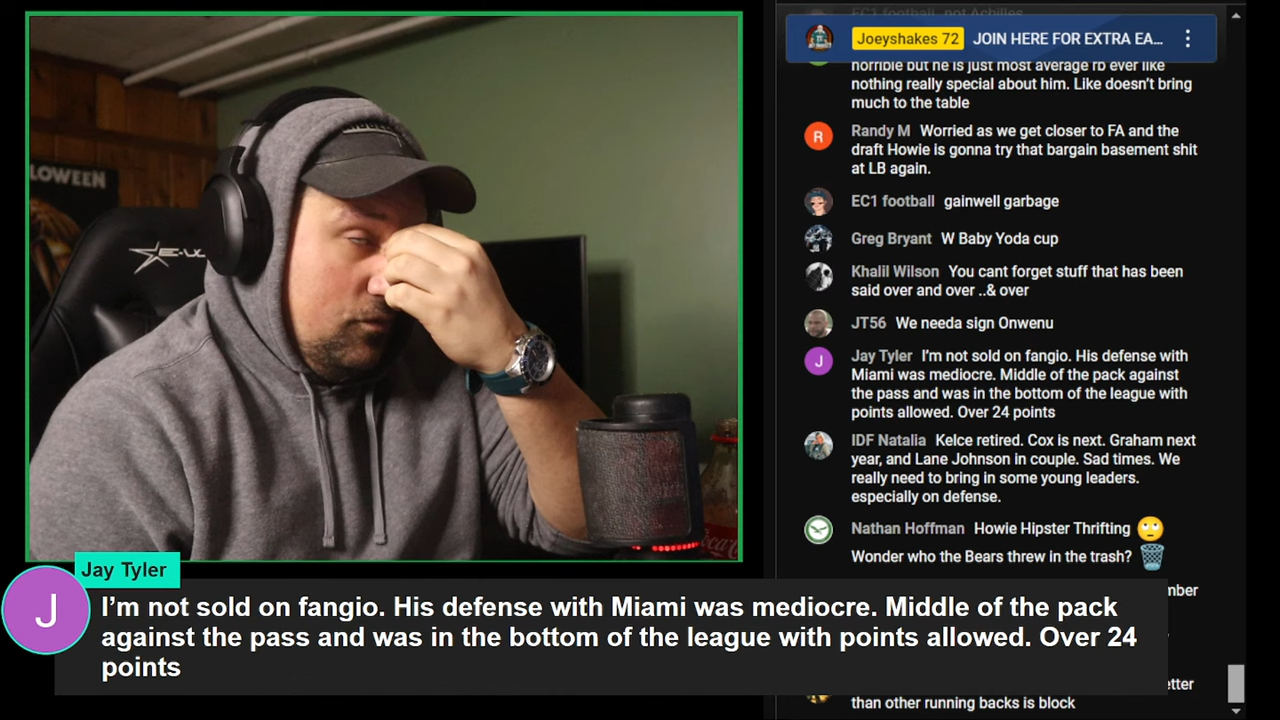 EC1 football not Achilles
Joeyshakes 72 JOIN HERE FOR EXTRA EA...
horrible but he is just most average rb ever like
nothing really special about him. Like doesn't bring
much to the table
R
Randy M Worried as we get closer to FA and the
draft Howie is gonna try that bargain basement shit
at LB again.
EC1 football gainwell garbage
Greg Bryant W Baby Yoda cup
Khalil Wilson You cant forget stuff that has been
said over and over ..& over
JT56 We needa sign Onwenu
J
Jay Tyler I'm not sold on fangio. His defense with
Miami was mediocre. Middle of the pack against
the pass and was in the bottom of the league with
points allowed. Over 24 points
IDF Natalia Kelce retired. Cox is next. Graham next
year, and Lane Johnson in couple. Sad times. We
really need to bring in some young leaders.
especially on defense.
Nathan Hoffman Howie Hipster Thrifting 🙄
Wonder who the Bears threw in the trash? 🗑️
mber
etter
than other running backs is block
LOWEEN
Jay Tyler
J
I'm not sold on fangio. His defense with Miami was mediocre. Middle of the pack
against the pass and was in the bottom of the league with points allowed. Over 24
points